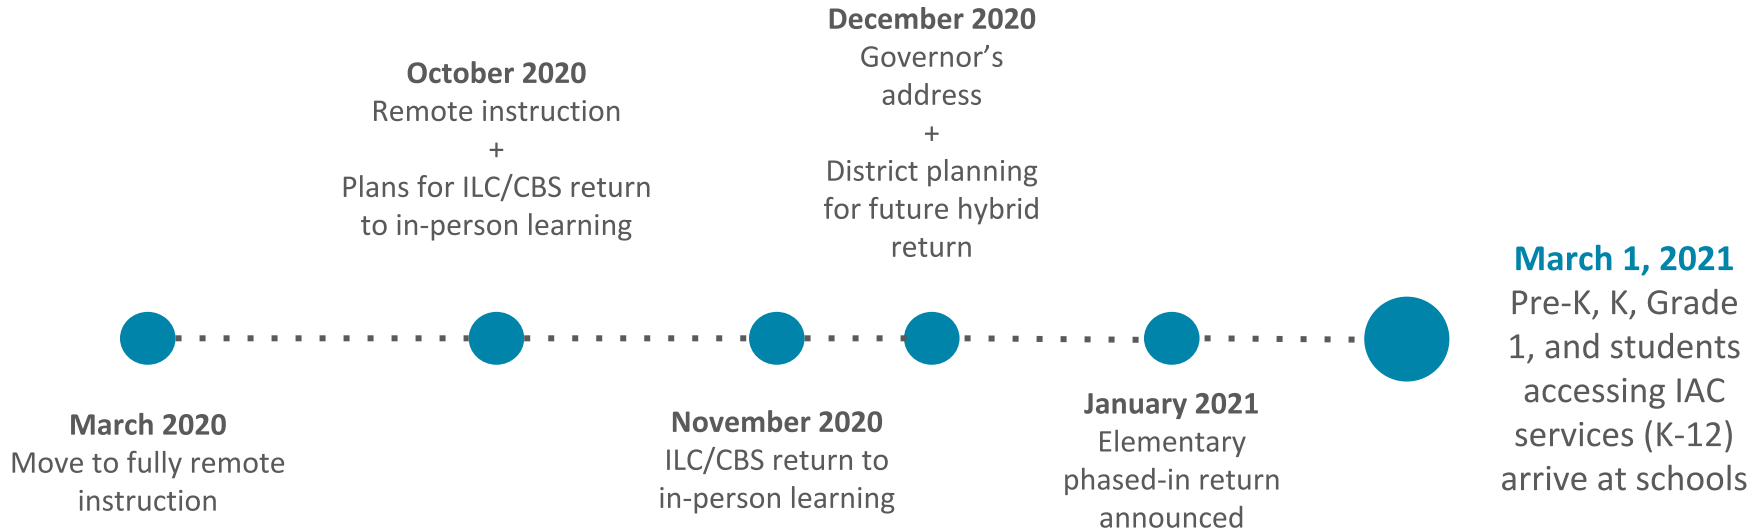 March 2020
Move to fully remote
instruction
October 2020
Remote instruction
+
Plans for ILC/CBS return
to in-person learning
November 2020
ILC/CBS return to
in-person learning
December 2020
Governor’s
address
+
District planning
for future hybrid
return
January 2021
Elementary
phased-in return
announced
March 1, 2021
Pre-K, K, Grade
1, and students
accessing IAC
services (K-12)
arrive at schools